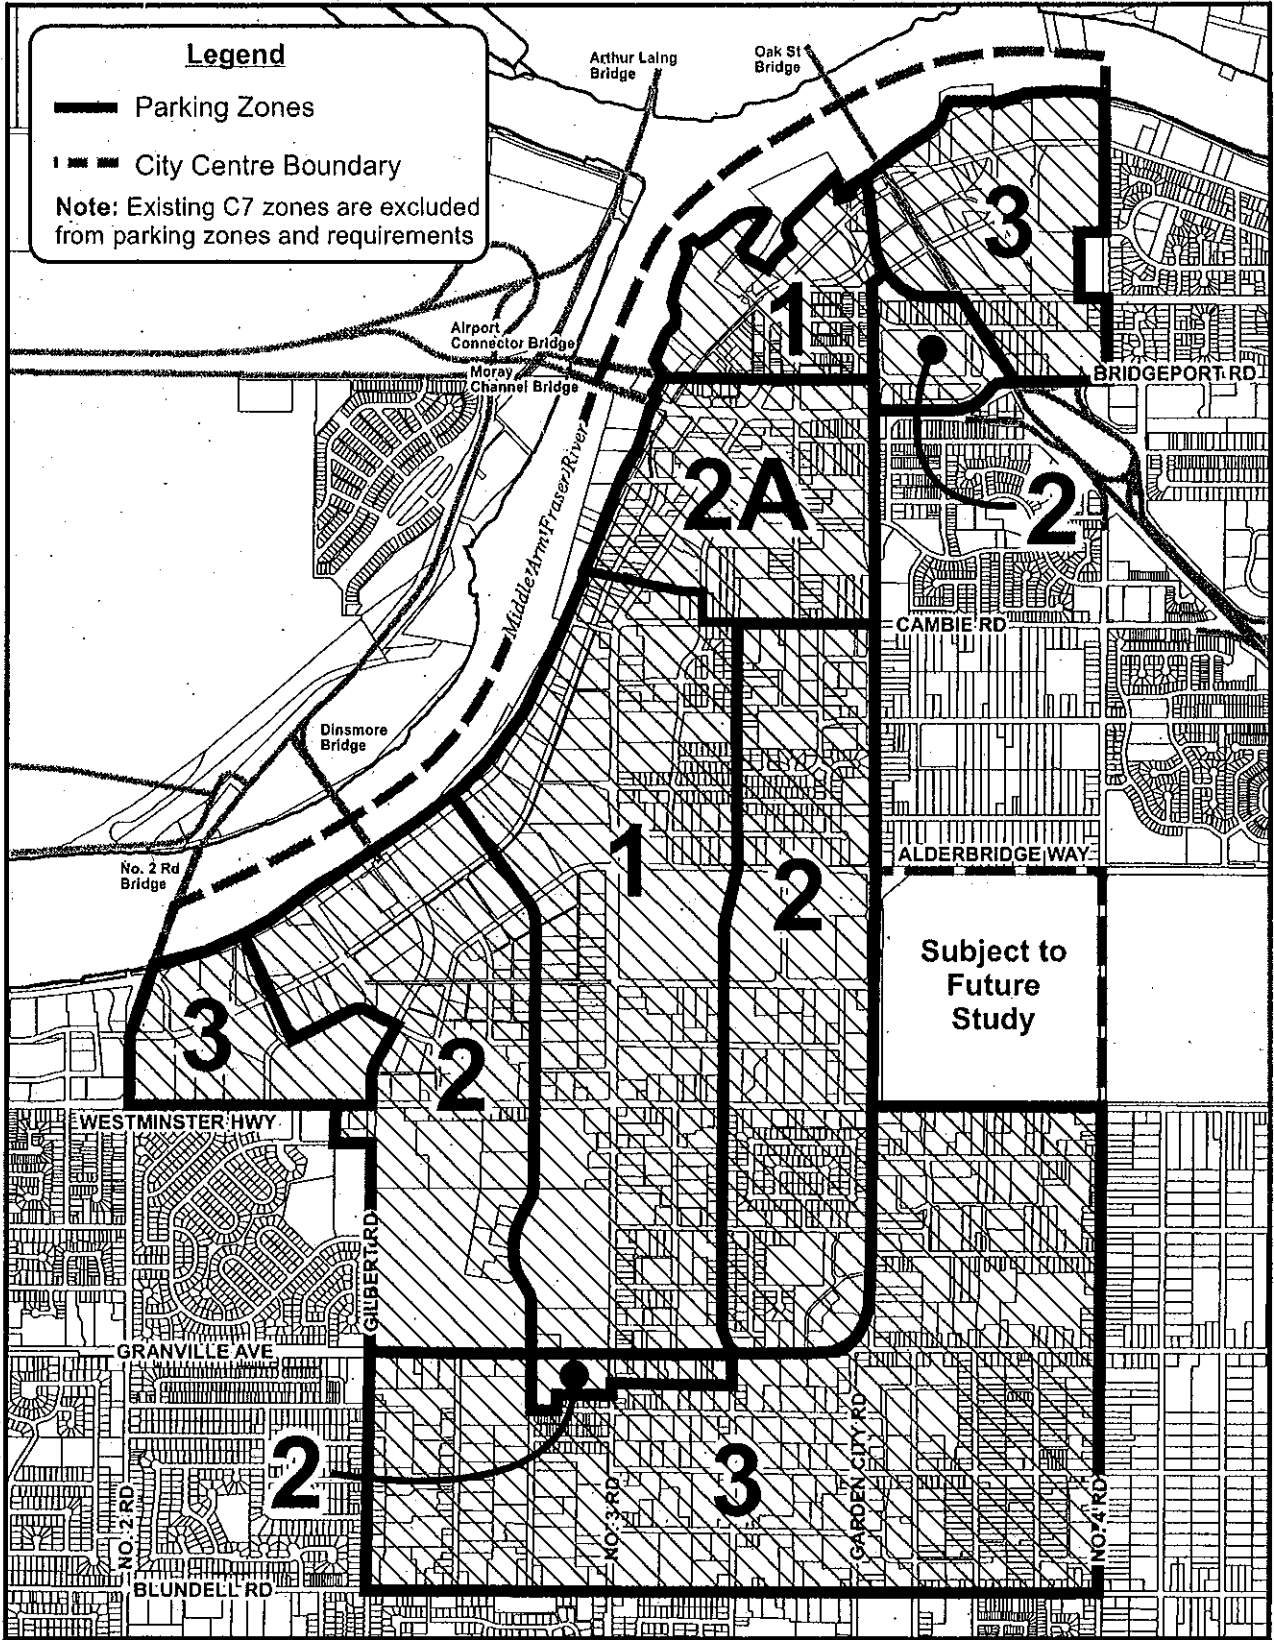 Legend
Parking Zones
City Centre Boundary
Note: Existing C7 zones are excluded
from parking zones and requirements
Arthur Laing
Bridge
Oak St
Bridge
3
1
Airport
Connector Bridge
Moray
Channel Bridge
BRIDGEPORT RD
2A
2
Middle Arm Fraser River
CAMBIE RD
Dinsmore
Bridge
No. 2 Rd
Bridge
1
ALDERBRIDGE WAY
2
Subject to
Future
Study
3
2
WESTMINSTER HWY
GILBERT RD
GRANVILLE AVE
2
3
NO. 2 RD
NO. 3 RD
GARDEN CITY RD
NO. 4 RD
BLUNDELL RD